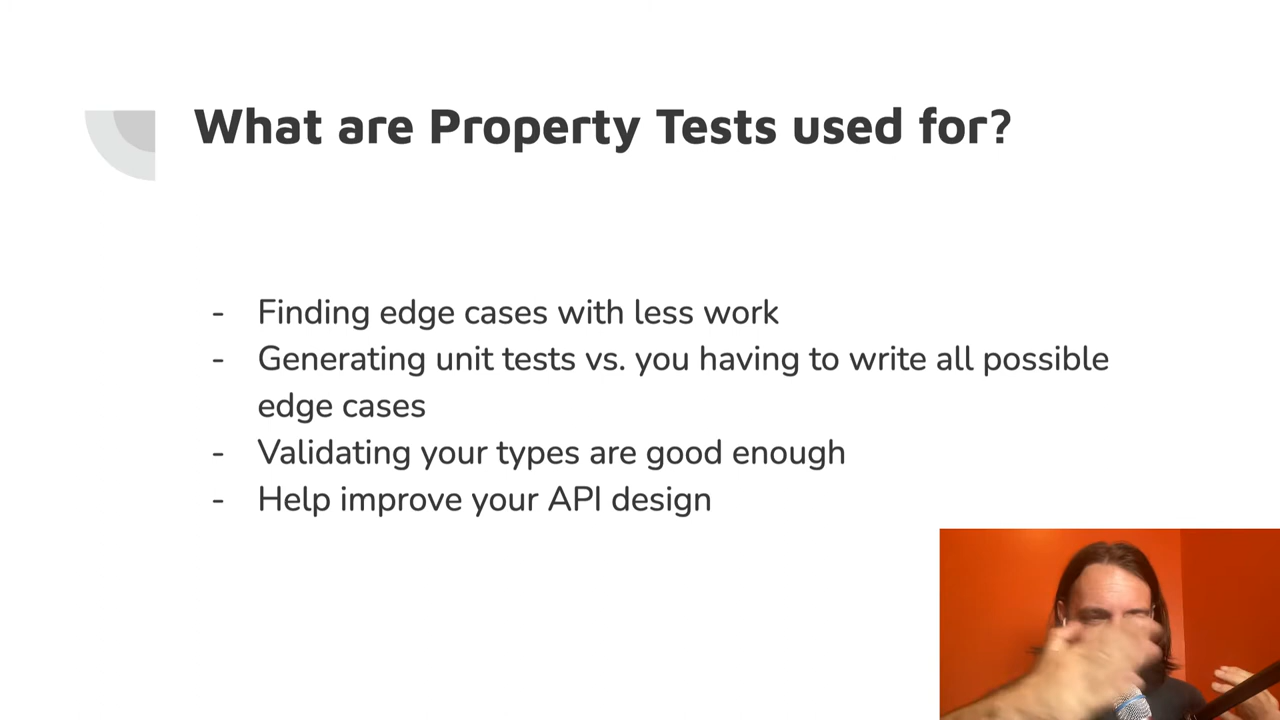 What are Property Tests used for?
- Finding edge cases with less work
- Generating unit tests vs. you having to write all possible
edge cases
- Validating your types are good enough
- Help improve your API design